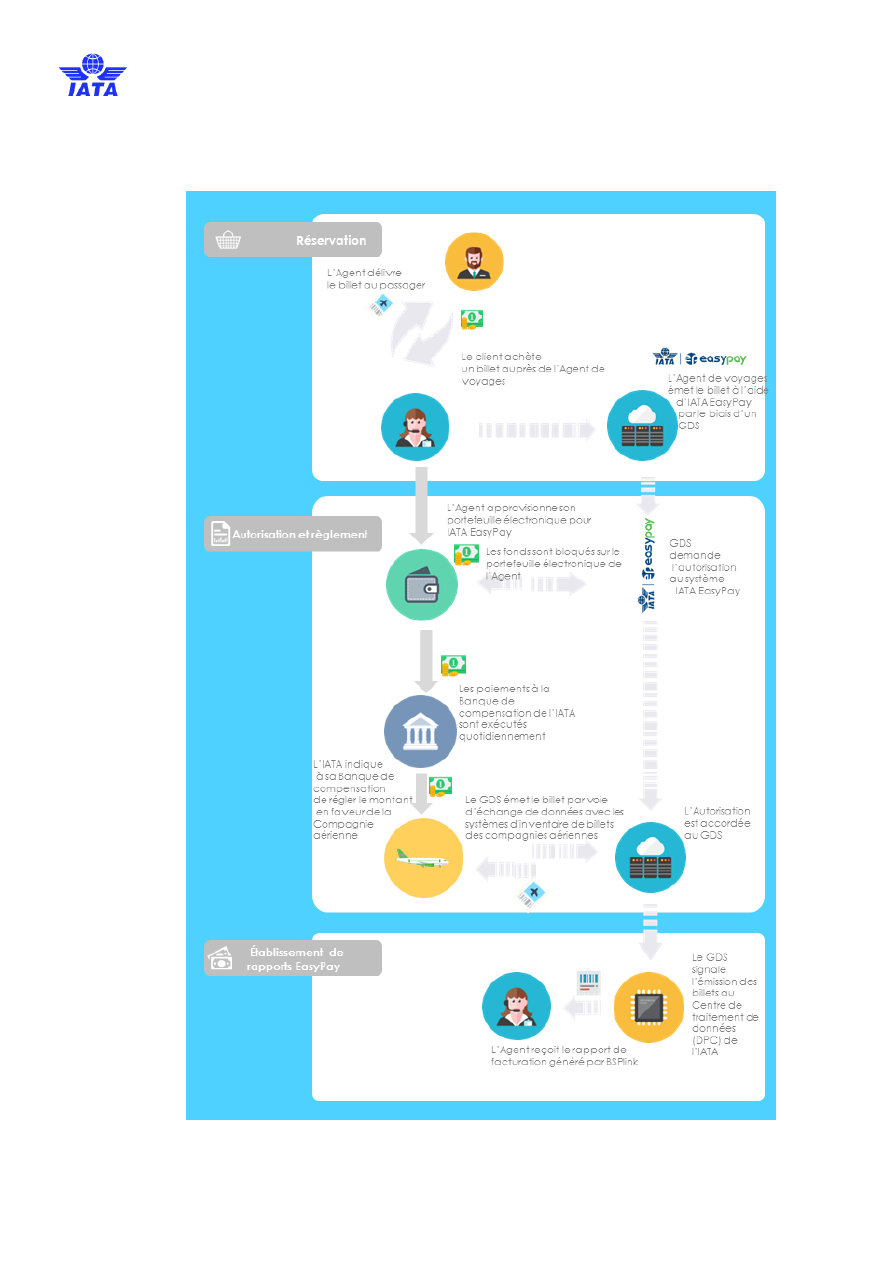 IATA
Réservation
L'Agent délivre
le billet au passager
Le client achète
un billet auprès de l'Agent de
voyages
IATA | easypay
L'Agent de voyages
émet le billet à l'aide
d'IATA EasyPay
par le biais d'un
GDS
Autorisation et règlement
L'Agent approvisionne son
portefeuille électronique pour
IATA EasyPay
Les fonds sont bloqués sur le
portefeuille électronique de
l'Agent
IATA | easypay
GDS
demande
l'autorisation
au système
IATA EasyPay
Les paiements à la
Banque de
compensation de l'IATA
sont exécutés
quotidiennement
L'IATA indique
à sa Banque de
compensation
de régler le montant
en faveur de la
Compagnie
aérienne
Le GDS émet le billet par voie
d'échange de données avec les
systèmes d'inventaire de billets
des compagnies aériennes
L'Autorisation
est accordée
au GDS
Établissement de
rapports EasyPay
Le GDS
signale
l'émission des
billets au
Centre de
traitement de
données
(DPC) de
l'IATA
L'Agent reçoit le rapport de
facturation généré par BSPlink